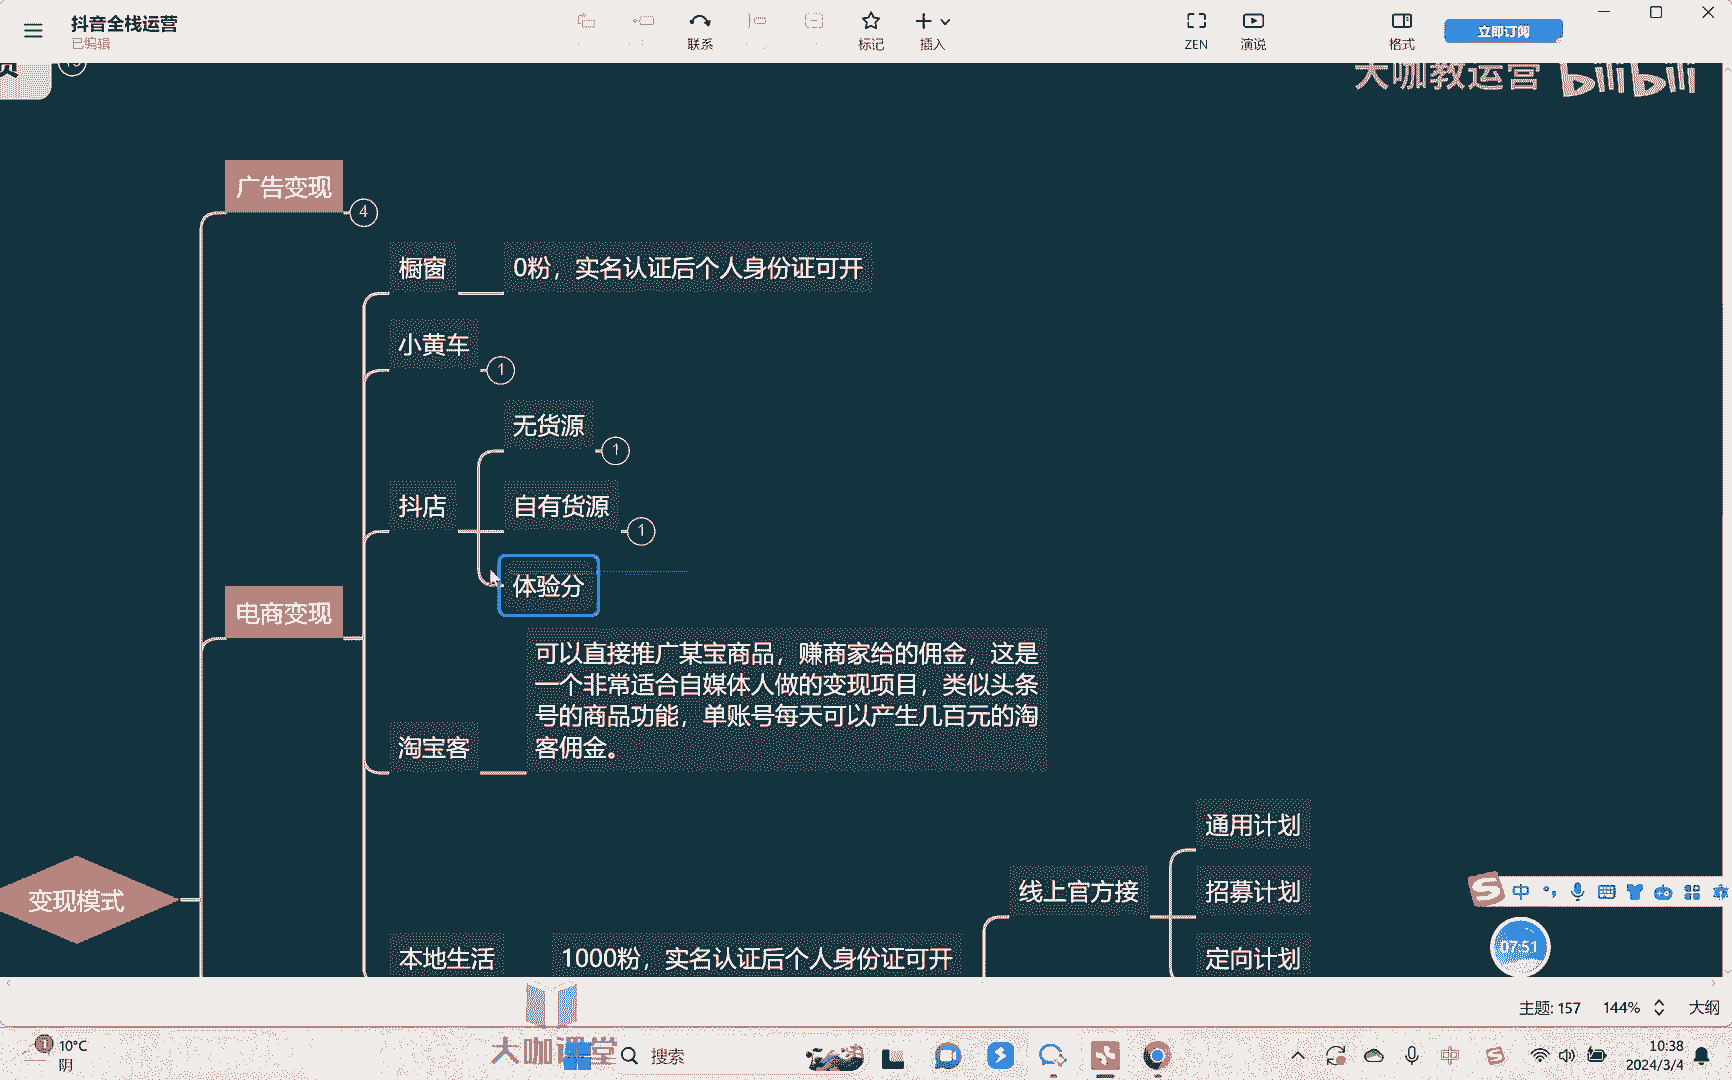 抖音全栈运营
已编辑
联系
标记
插入
ZEN
演说
格式
立即订阅
大咖教运营 bilibili
广告变现
4
橱窗
0粉，实名认证后个人身份证可开
小黄车
1
无货源
1
抖店
自有货源
1
体验分
电商变现
可以直接推广某宝商品，赚商家给的佣金，这是
一个非常适合自媒体人做的变现项目，类似头条
号的商品功能，单账号每天可以产生几百元的淘
客佣金。
淘宝客
通用计划
线上官方接
招募计划
变现模式
本地生活
1000粉，实名认证后个人身份证可开
定向计划
中
07:51
主题: 157
144%
大纲
大咖课堂
1
10°C
阴
搜索
中
10:38
2024/3/4